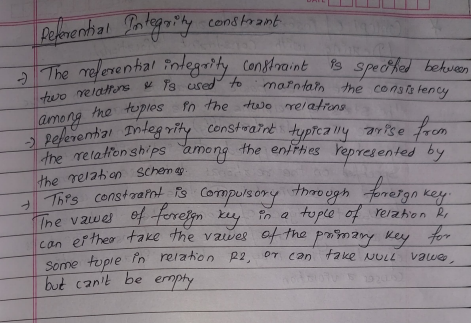 Referential Integrity constraint
→ The referential integrity constraint is specified between
two relations & is used to maintain the consistency
among the tuples in the two relations
→ Referential Integrity constraint typically arise from
the relationships among the entities represented by
the relation schemas
→ This constraint is compulsory through foreign key.
The values of foreign key in a tuple of relation R1
can either take the values of the primary key for
some tuple in relation R2, or can take NULL values,
but can't be empty